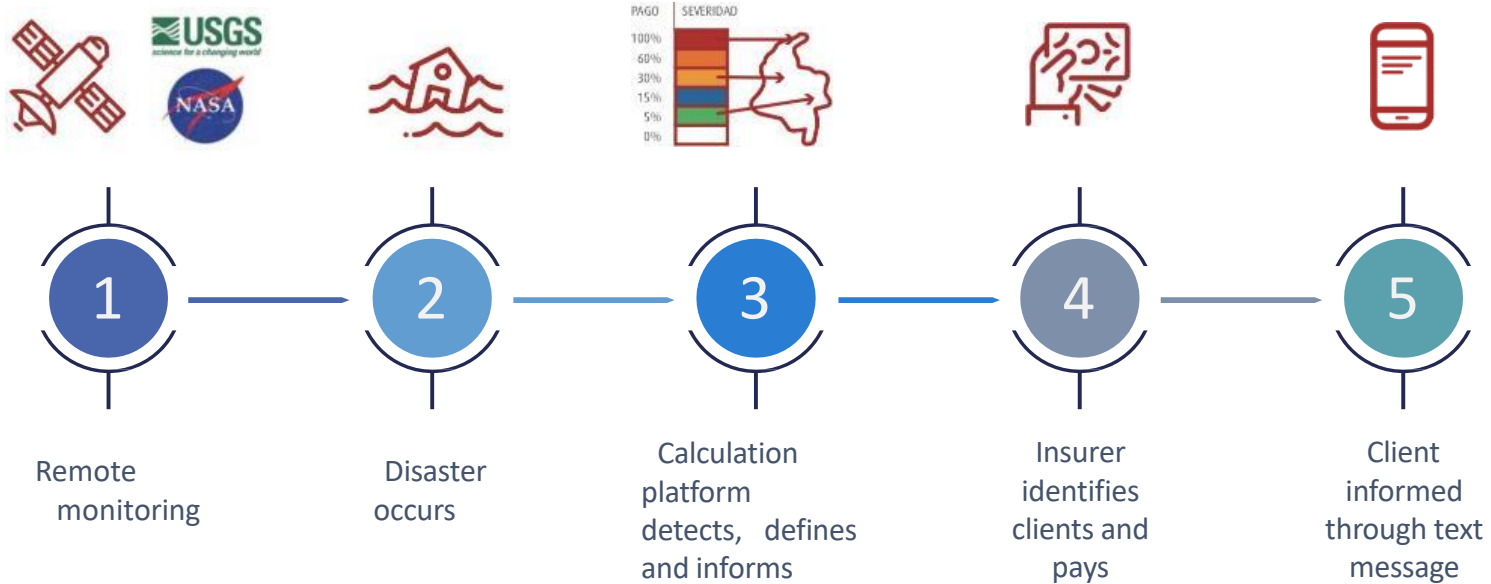 USGS
science for a changing world
NASA
PAGO SEVERIDAD
100%
60%
30%
15%
5%
0%
1
2
3
4
5
Remote
monitoring
Disaster
occurs
Calculation
platform
detects, defines
and informs
Insurer
identifies
clients and
pays
Client
informed
through text
message